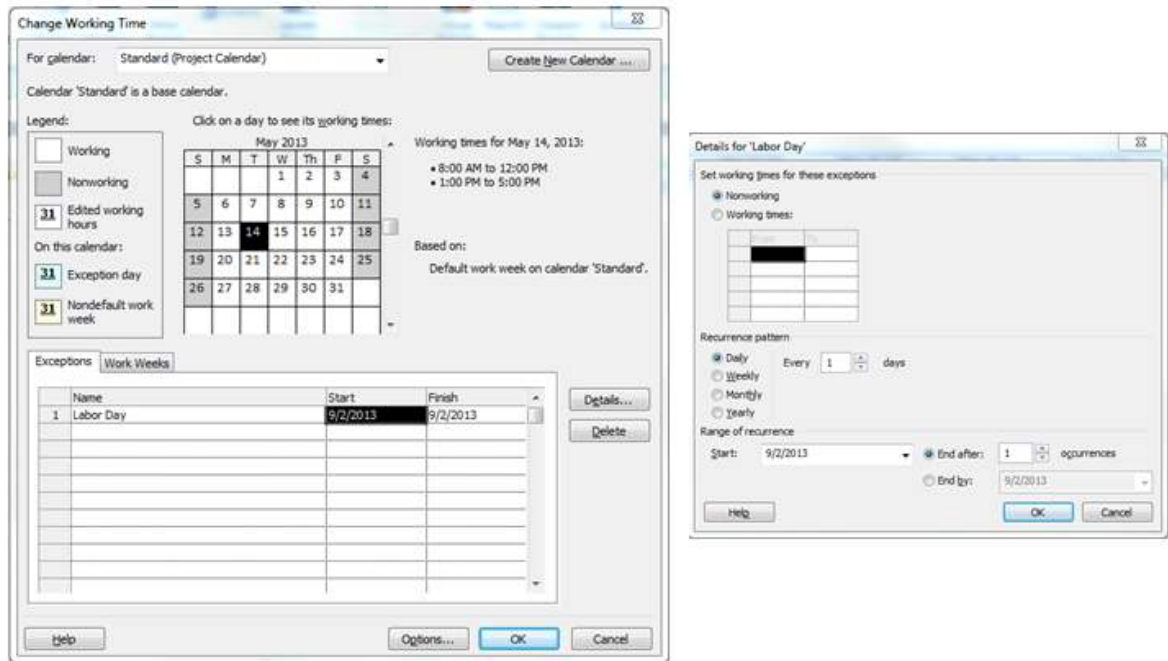 Change Working Time
For calendar: Standard (Project Calendar)
Create New Calendar ...
Calendar 'Standard' is a base calendar.
Legend:
Working
Nonworking
31 Edited working
hours
On this calendar:
31 Exception day
31 Nondefault work
week
Click on a day to see its working times:
May 2013
S M T W Th F S
1 2 3 4
5 6 7 8 9 10 11
12 13 14 15 16 17 18
19 20 21 22 23 24 25
26 27 28 29 30 31
Working times for May 14, 2013:
• 8:00 AM to 12:00 PM
• 1:00 PM to 5:00 PM
Based on:
Default work week on calendar 'Standard'.
Exceptions Work Weeks
Name Start Finish
1 Labor Day 9/2/2013 9/2/2013
Details...
Delete
Help Options... OK Cancel
Details for 'Labor Day'
Set working times for these exceptions
Nonworking
Working times:
From To
Recurrence pattern
Daily Every 1 days
Weekly
Monthly
Yearly
Range of recurrence
Start: 9/2/2013 End after: 1 occurrences
End by: 9/2/2013
Help OK Cancel